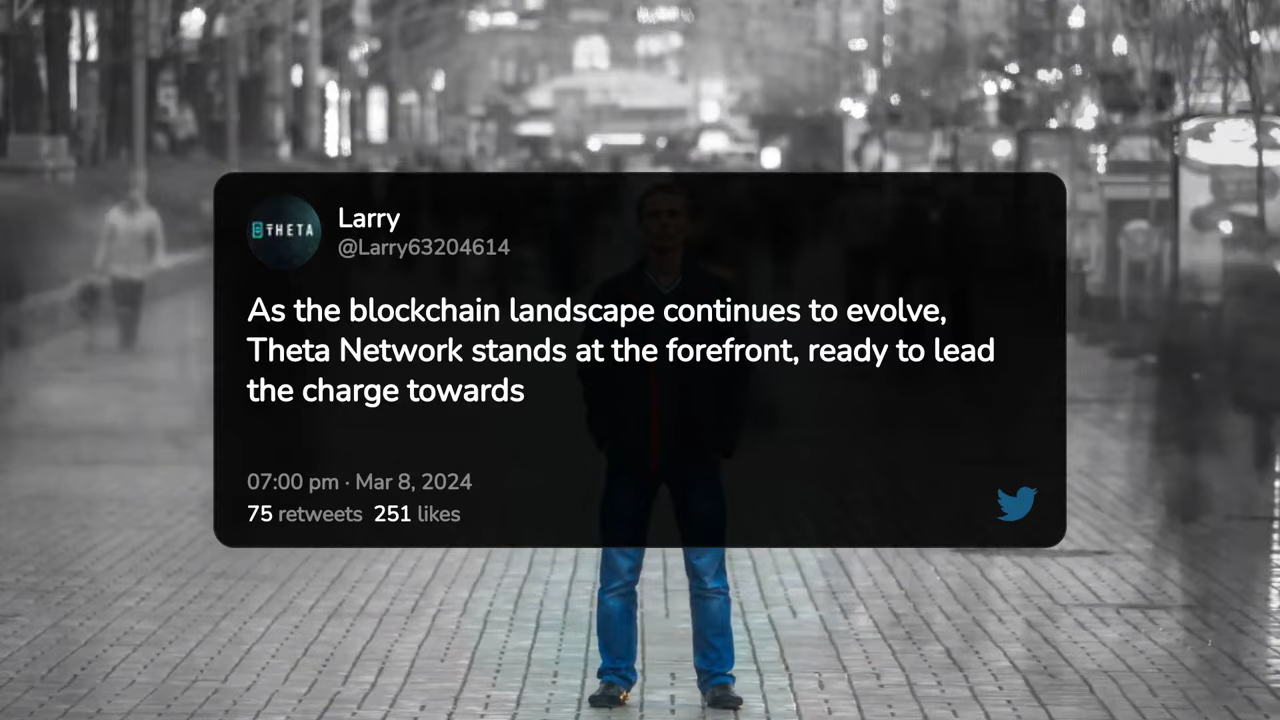 THETA
Larry
@Larry63204614
As the blockchain landscape continues to evolve,
Theta Network stands at the forefront, ready to lead
the charge towards
07:00 pm · Mar 8, 2024
75 retweets 251 likes